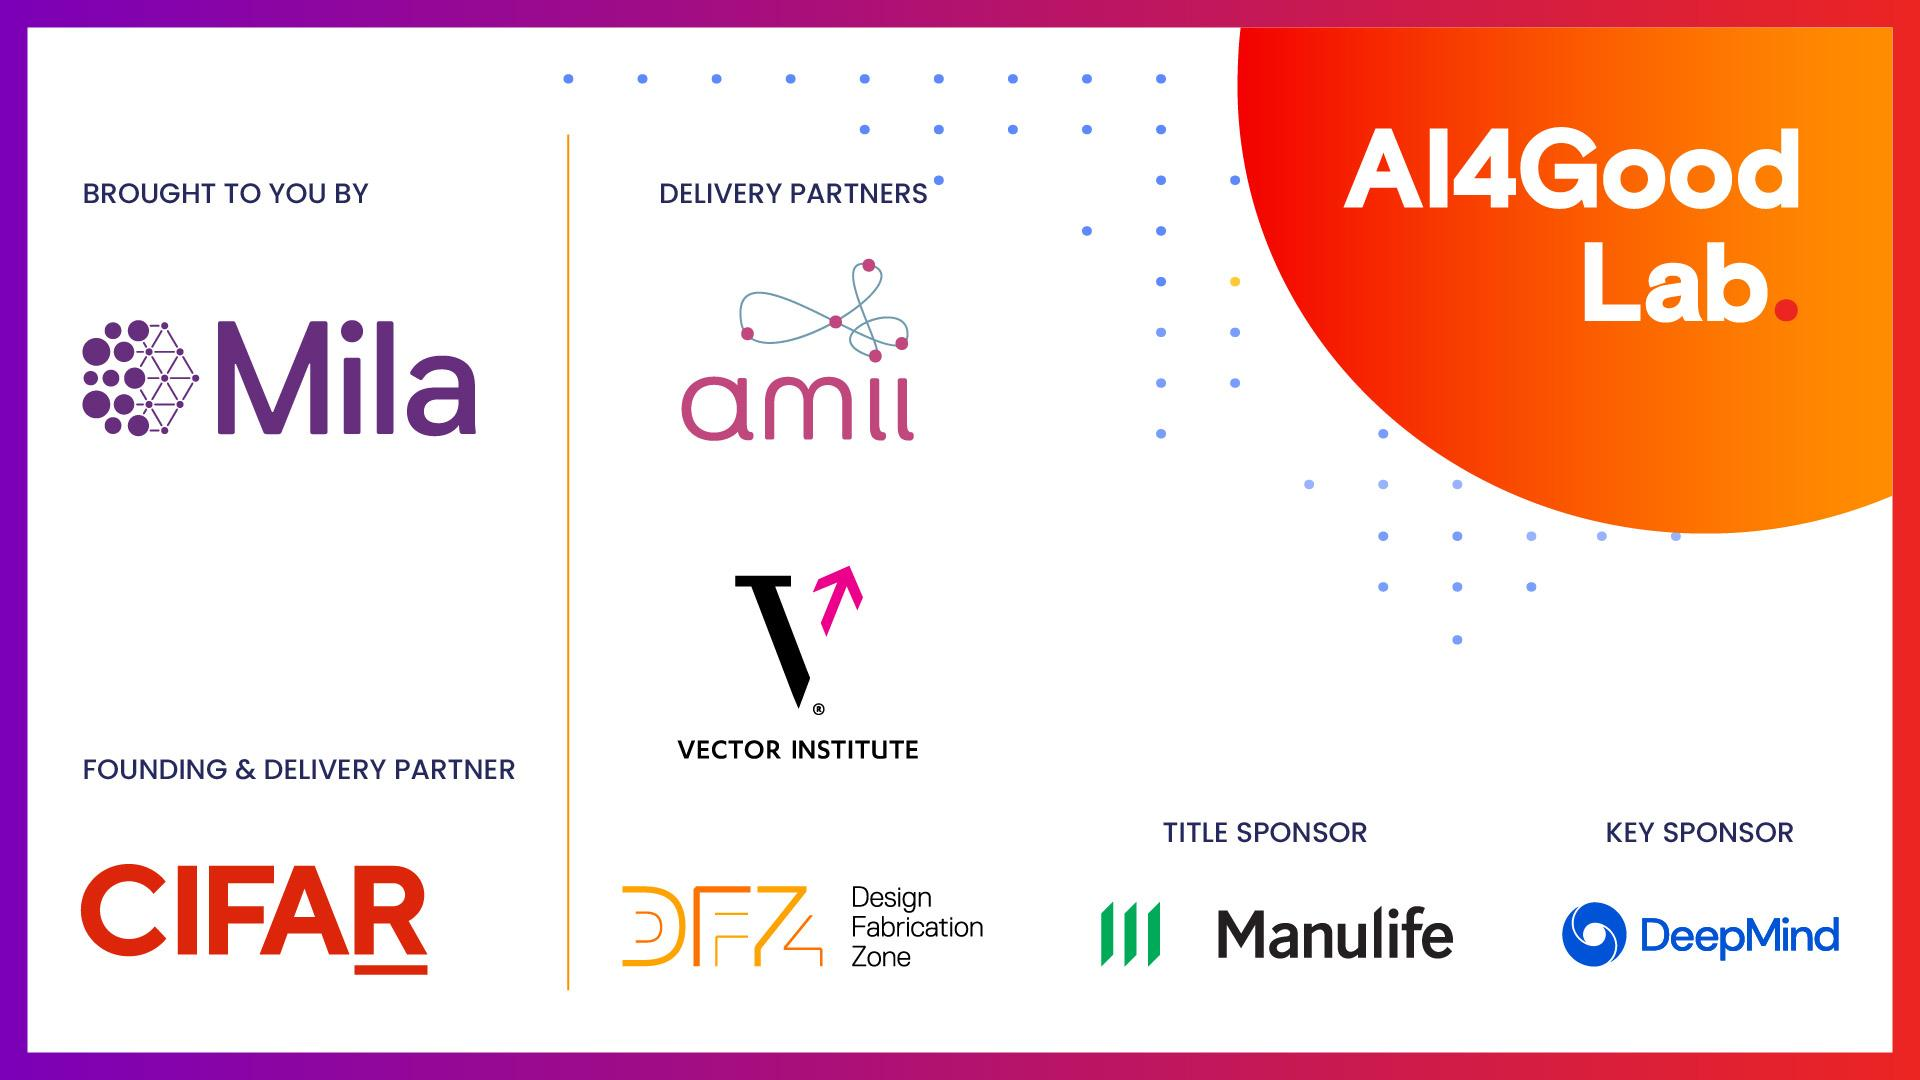 AI4Good
Lab.
BROUGHT TO YOU BY
Mila
FOUNDING & DELIVERY PARTNER
CIFAR
DELIVERY PARTNERS
amii
V®
VECTOR INSTITUTE
DFZ
Design
Fabrication
Zone
TITLE SPONSOR
Manulife
KEY SPONSOR
DeepMind